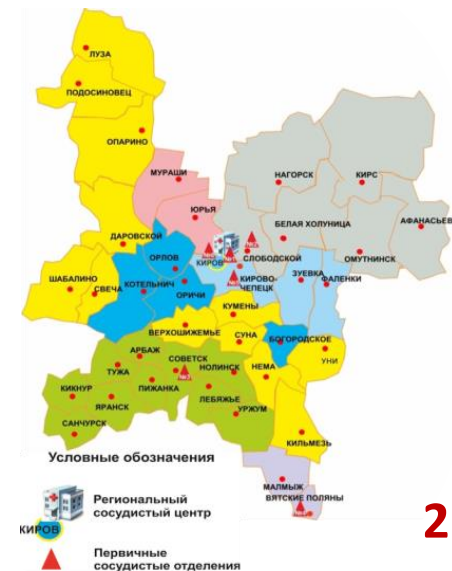 ЛУЗА
ПОДОСИНОВЕЦ
ОПАРИНО
МУРАШИ
НАГОРСК
КИРС
ЮРЬЯ
АФАНАСЬЕВ
БЕЛАЯ ХОЛУНИЦА
ДАРОВСКОЙ
ОМУТНИНСК
ОРЛОВ
КИРОВ
СЛОБОДСКОЙ
ШАБАЛИНО
СВЕЧА
КОТЕЛЬНИЧ
ОРИЧИ
КИРОВО-
ЧЕПЕЦК
ЗУЕВКА
ФАЛЕНКИ
КУМЕНЫ
ВЕРХОШИЖЕМЬЕ
СУНА
БОГОРОДСКОЕ
УНИ
АРБАЖ
СОВЕТСК
НОЛИНСК
НЕМА
ТУЖА
ПИЖАНКА
КИКНУР
ЛЕБЯЖЬЕ
ЯРАНСК
УРЖУМ
САНЧУРСК
КИЛЬМЕЗЬ
Условные обозначения
МАЛМЫЖ
ВЯТСКИЕ ПОЛЯНЫ
Региональный
сосудистый центр
КИРОВ
2
Первичные
сосудистые отделения